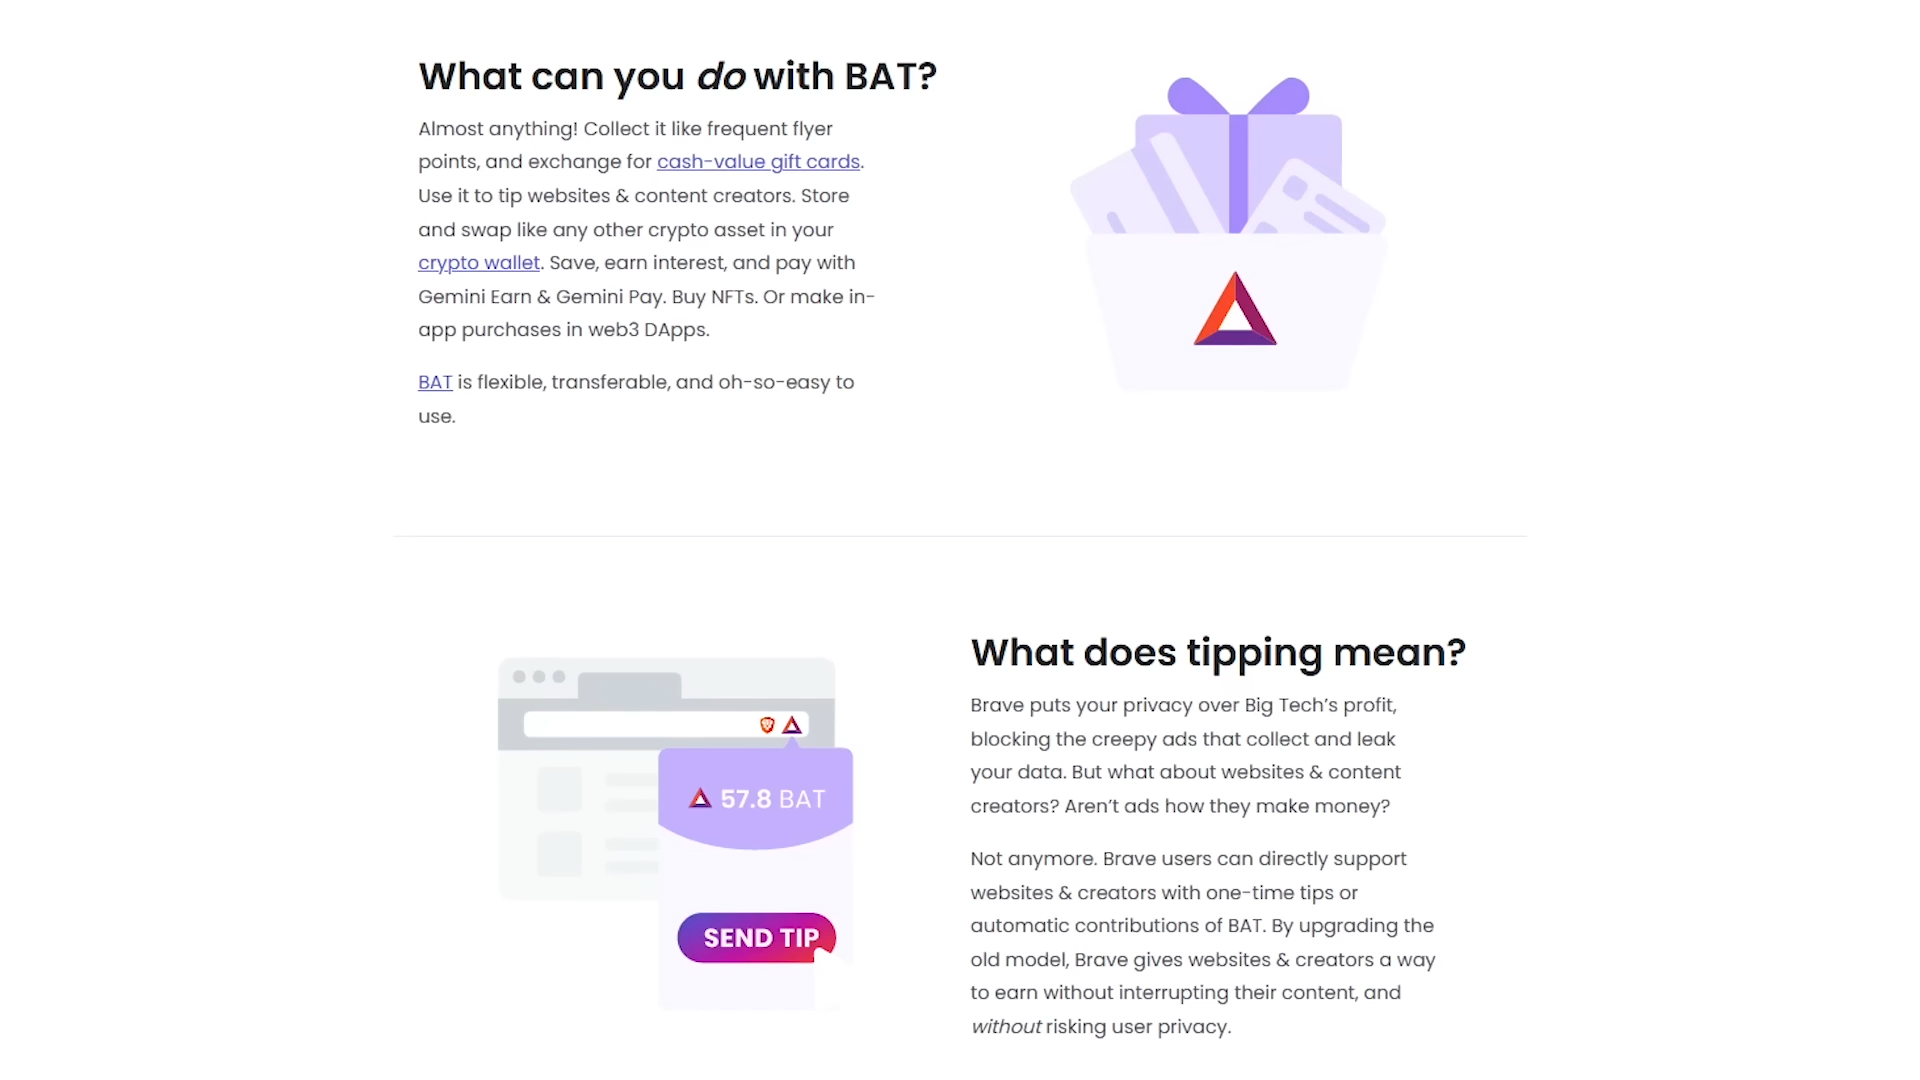 What can you do with BAT?
Almost anything! Collect it like frequent flyer
points, and exchange for cash-value gift cards.
Use it to tip websites & content creators. Store
and swap like any other crypto asset in your
crypto wallet. Save, earn interest, and pay with
Gemini Earn & Gemini Pay. Buy NFTs. Or make in-
app purchases in web3 DApps.
BAT is flexible, transferable, and oh-so-easy to
use.
57.8 BAT
SEND TIP
What does tipping mean?
Brave puts your privacy over Big Tech’s profit,
blocking the creepy ads that collect and leak
your data. But what about websites & content
creators? Aren’t ads how they make money?
Not anymore. Brave users can directly support
websites & creators with one-time tips or
automatic contributions of BAT. By upgrading the
old model, Brave gives websites & creators a way
to earn without interrupting their content, and
without risking user privacy.